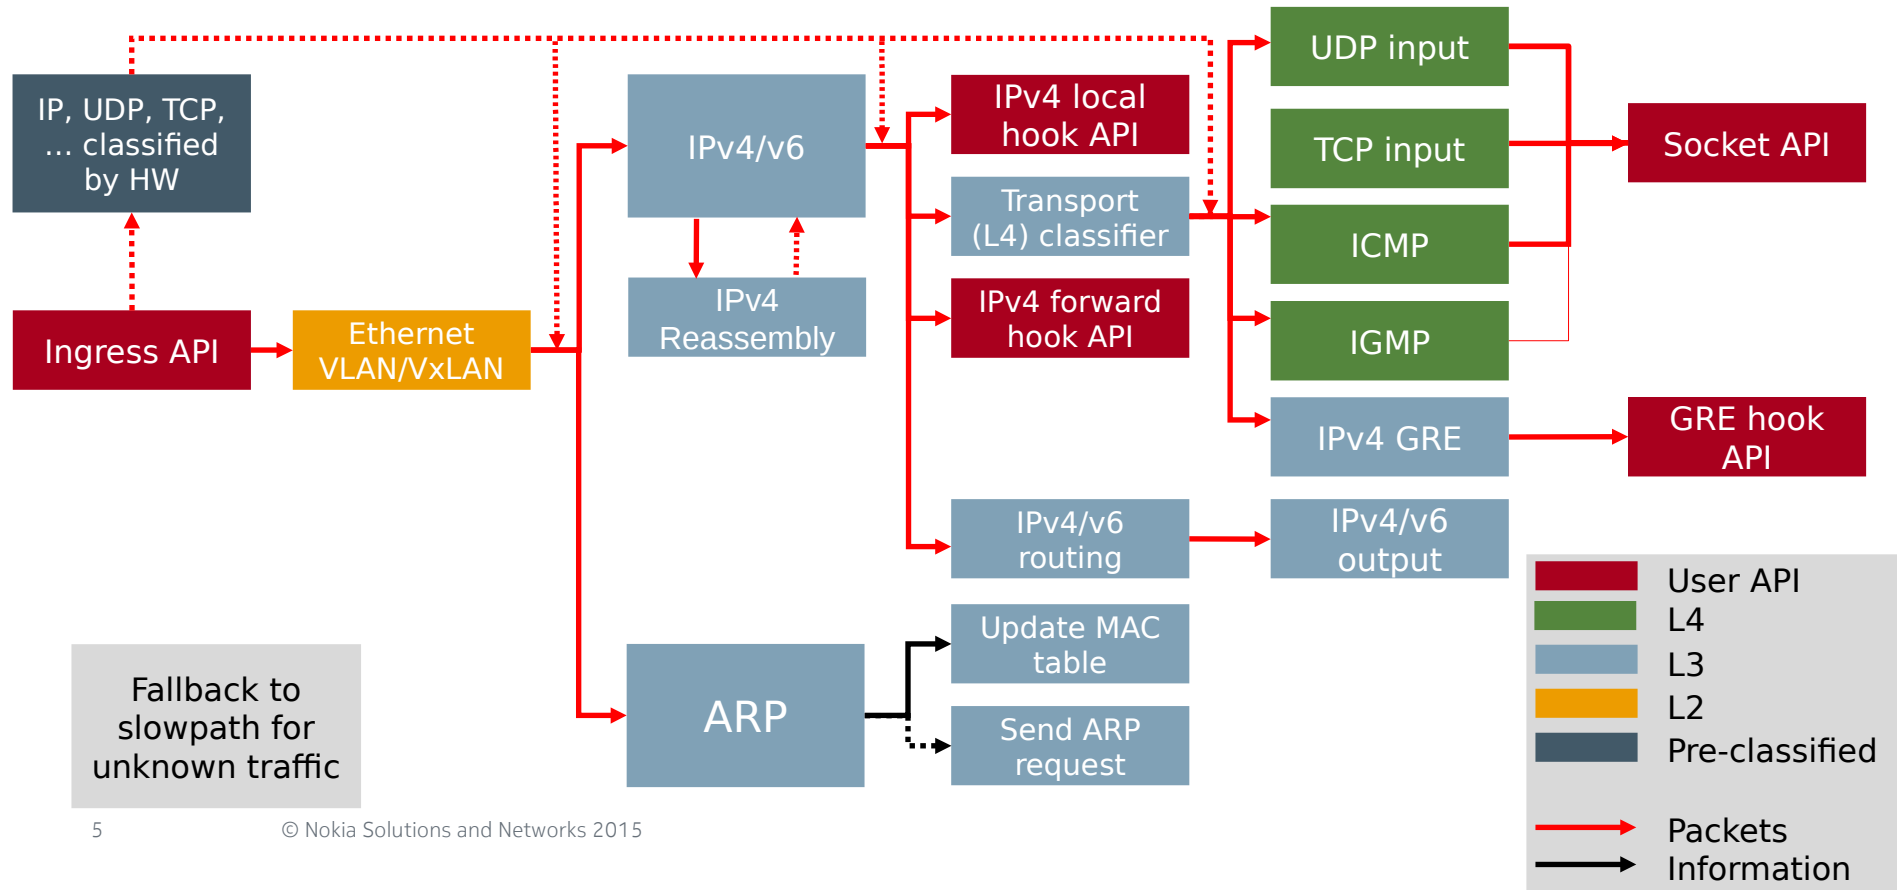 IP, UDP, TCP,
... classified
by HW
Ingress API
Ethernet
VLAN/VxLAN
IPv4/v6
IPv4
Reassembly
ARP
IPv4 local
hook API
Transport
(L4) classifier
IPv4 forward
hook API
IPv4/v6
routing
Update MAC
table
Send ARP
request
UDP input
TCP input
ICMP
IGMP
IPv4 GRE
IPv4/v6
output
Socket API
GRE hook
API
Fallback to
slowpath for
unknown traffic
User API
L4
L3
L2
Pre-classified
Packets
Information
5
© Nokia Solutions and Networks 2015